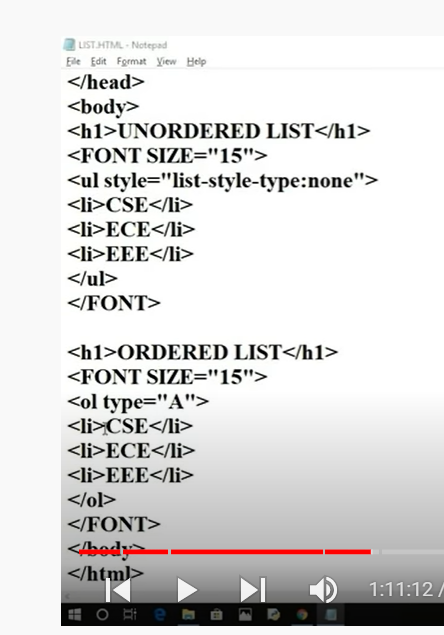 LIST.HTML - Notepad
File Edit Format View Help
</head>
<body>
<h1>UNORDERED LIST</h1>
<FONT SIZE="15">
<ul style="list-style-type:none">
<li>CSE</li>
<li>ECE</li>
<li>EEE</li>
</ul>
</FONT>
<h1>ORDERED LIST</h1>
<FONT SIZE="15">
<ol type="A">
<li>CSE</li>
<li>ECE</li>
<li>EEE</li>
</ol>
</FONT>
</body>
</html>
1:11:12 /